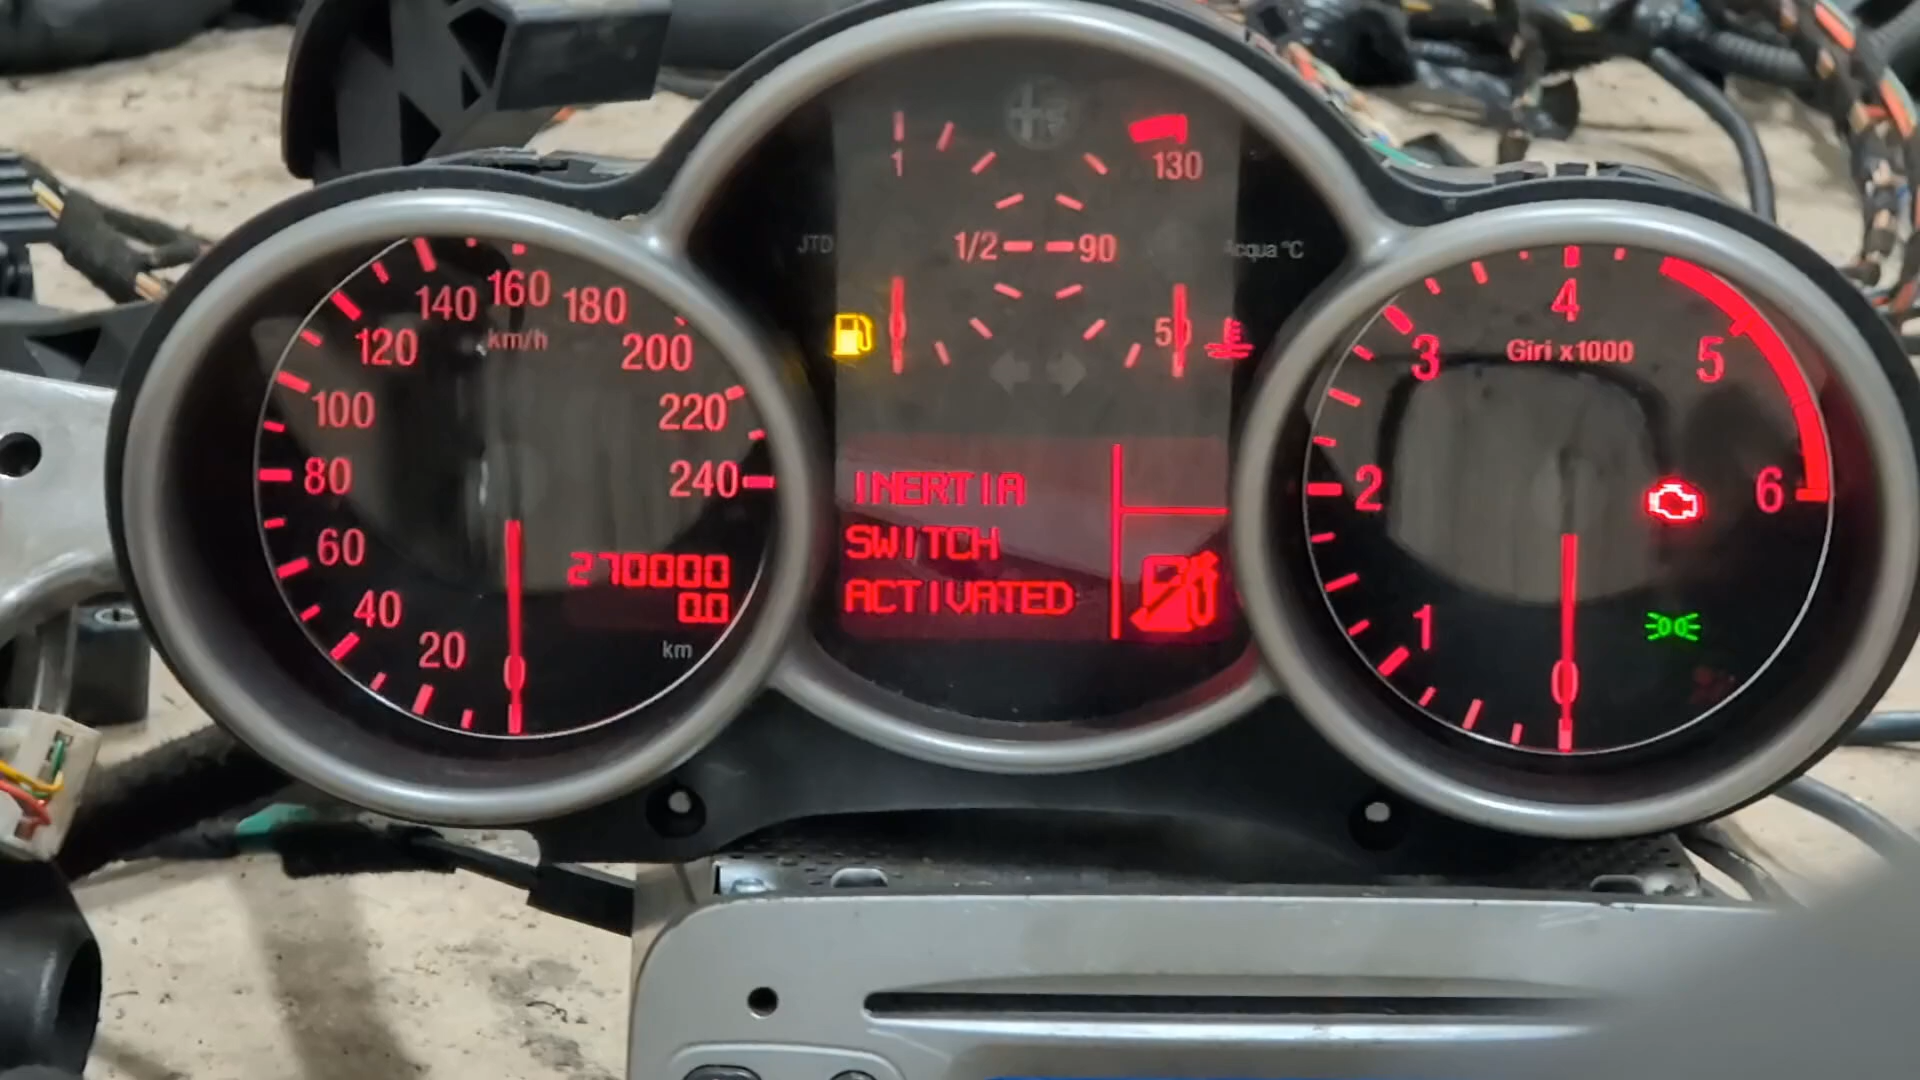 140 160 180
120 km/h 200
100 220
80 240
60
40 270000
0.0
20 km
0
1 130
JTD 1/2 90 Acqua °C
0 50
INERTIA
SWITCH
ACTIVATED
4
3 Giri x1000 5
2 6
1
0